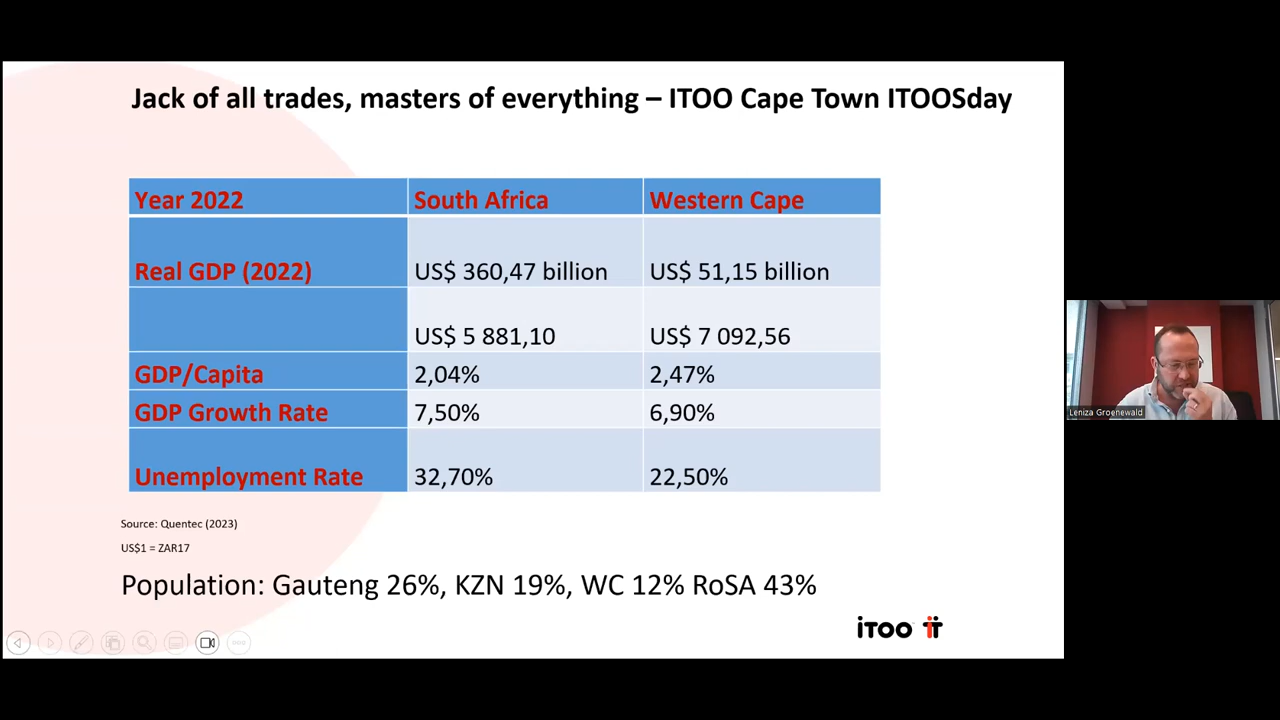 Jack of all trades, masters of everything – ITOO Cape Town ITOOSday
Year 2022 South Africa Western Cape
Real GDP (2022) US$ 360,47 billion US$ 51,15 billion
US$ 5 881,10 US$ 7 092,56
GDP/Capita 2,04% 2,47%
GDP Growth Rate 7,50% 6,90%
Unemployment Rate 32,70% 22,50%
Source: Quentec (2023)
US$1 = ZAR17
Population: Gauteng 26%, KZN 19%, WC 12% RoSA 43%
iTOO
Leniza Groenewald